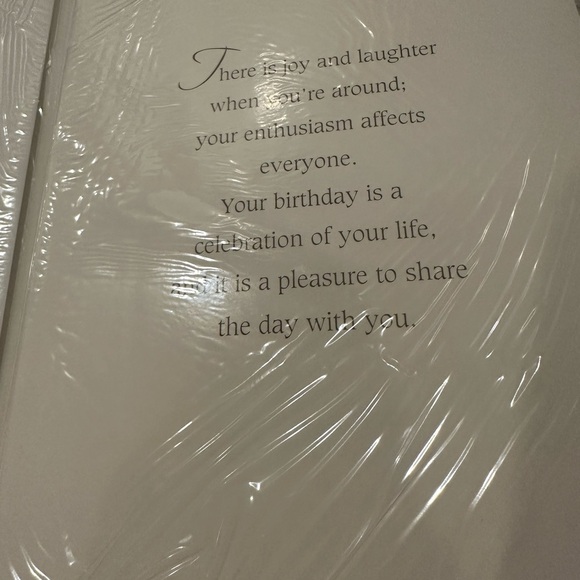 There is joy and laughter
when you're around;
your enthusiasm affects
everyone.
Your birthday is a
celebration of your life,
and it is a pleasure to share
the day with you.